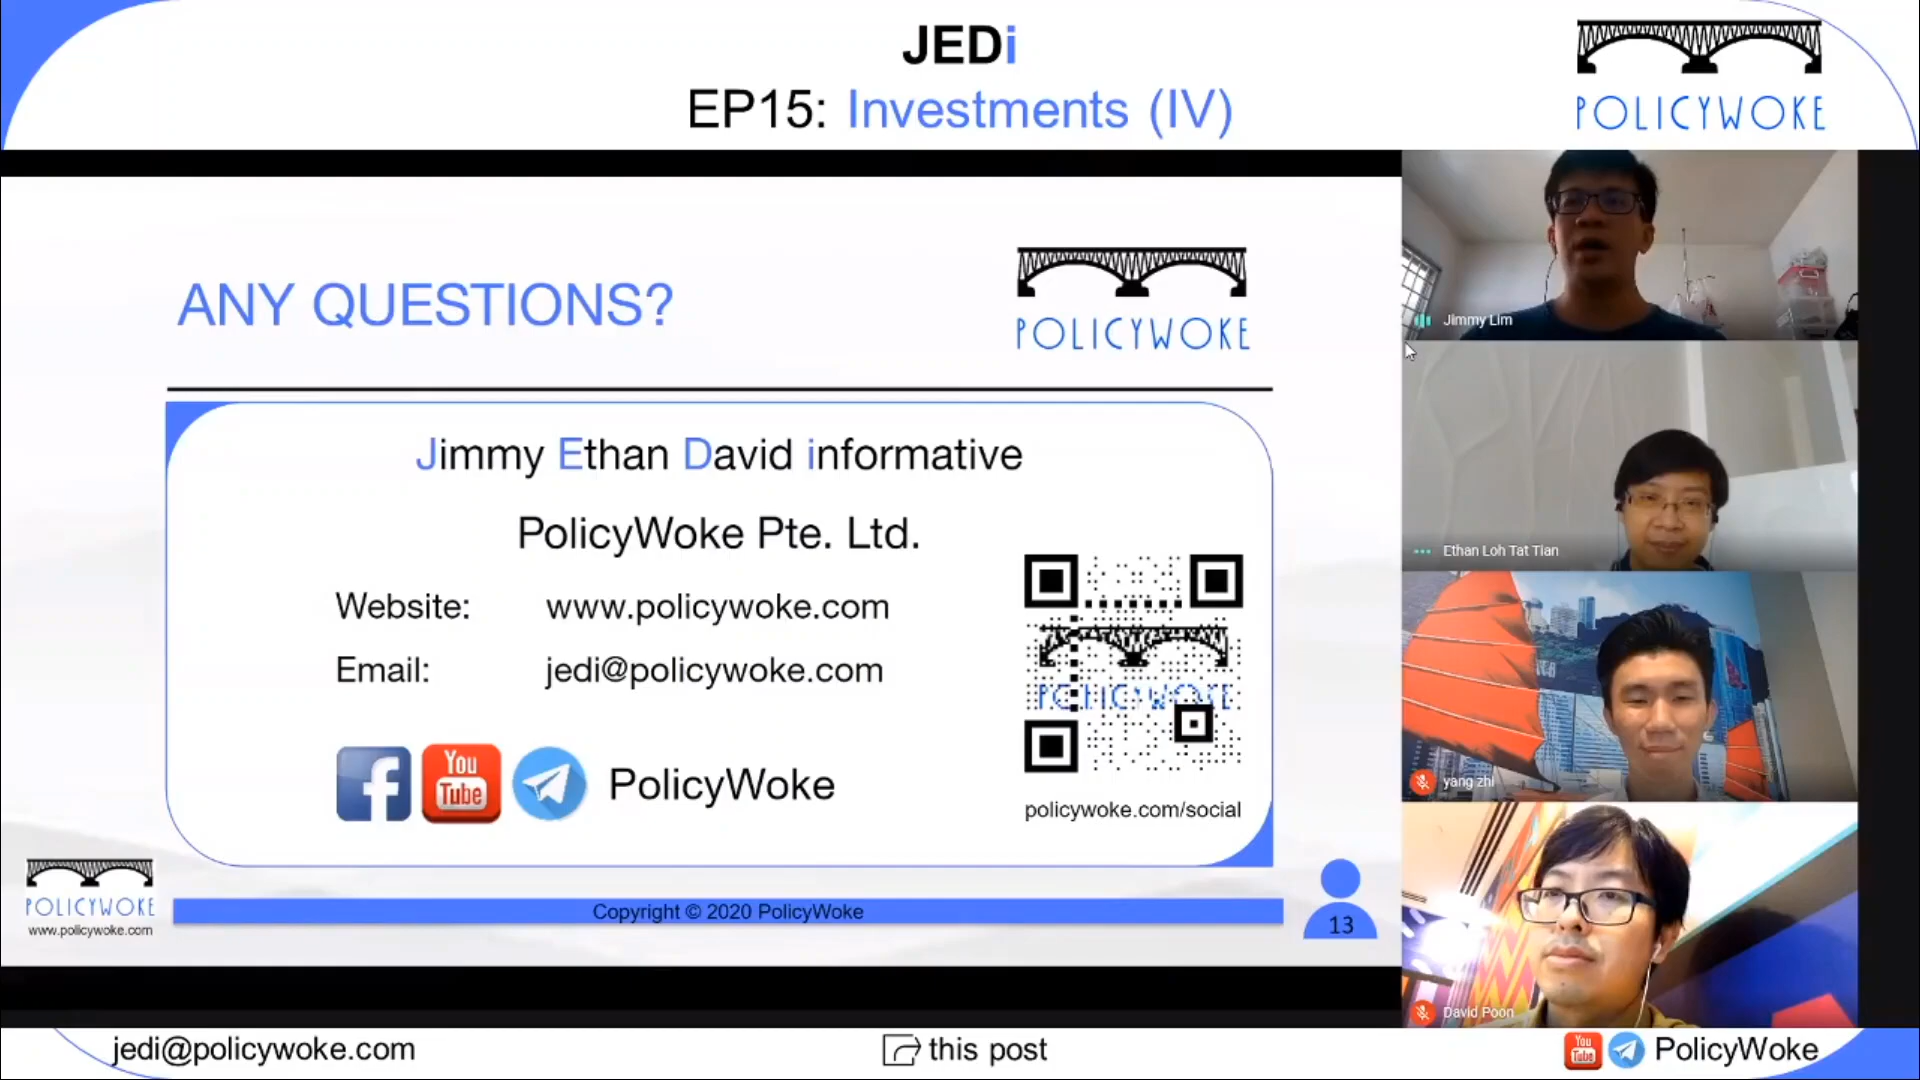 JEDi
EP15: Investments (IV)
POLICYWOKE
ANY QUESTIONS?
POLICYWOKE
Jimmy Ethan David informative
PolicyWoke Pte. Ltd.
Website: www.policywoke.com
Email: jedi@policywoke.com
POLICYWOKE
You
Tube
PolicyWoke
policywoke.com/social
POLICYWOKE
www.policywoke.com
Copyright © 2020 PolicyWoke
13
Jimmy Lim
Ethan Loh Tat Tian
yang zhi
David Poon
jedi@policywoke.com
this post
You
Tube
PolicyWoke